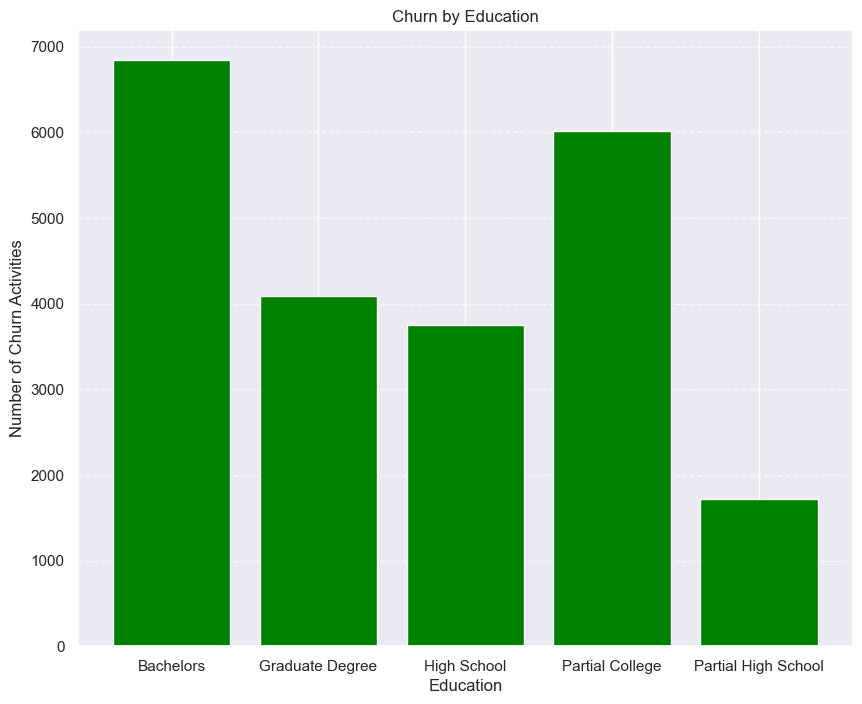 Churn by Education
Number of Churn Activities
7000
6000
5000
4000
3000
2000
1000
0
Bachelors
Graduate Degree
High School
Partial College
Partial High School
Education